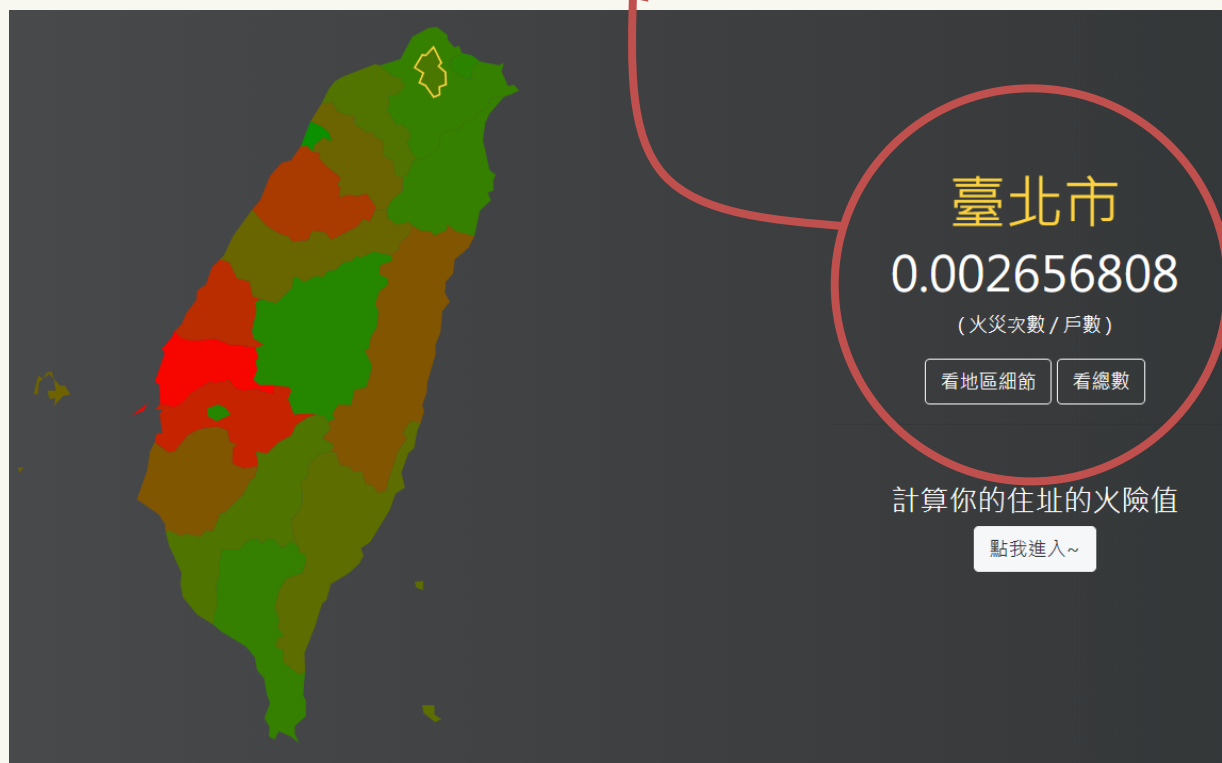 臺北市
0.002656808
(火災次數 / 戶數)
看地區細節 看總數
計算你的住址的火險值
點我進入~